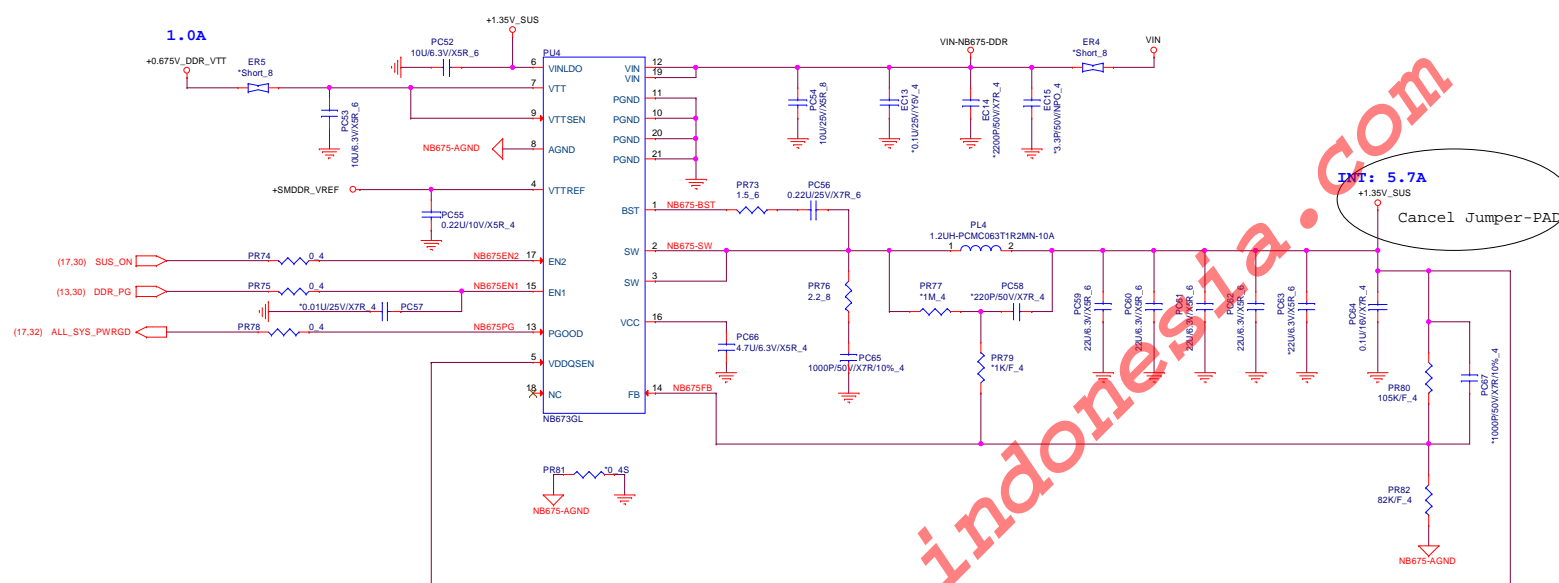 1.0A
+1.35V_SUS
PC52
10U/6.3V/X5R_6
+0.675V_DDR_VTT
ER5
*Short_8
PC53
10U/6.3V/X5R_6
PU4
6 VINLDO
7 VTT
9 VTTSEN
NB675-AGND 8 AGND
+SMDDR_VREF 4 VTTREF
PC55
0.22U/10V/X5R_4
(17,30) SUS_ON PR74 0_4 NB675EN2 17 EN2
(13,30) DDR_PG PR75 0_4 NB675EN1 15 EN1
*0.01U/25V/X7R_4 PC57
(17,32) ALL_SYS_PWRGD PR78 0_4 NB675PG 13 PGOOD
5 VDDQSEN
18 NC
NB673GL
VIN 12
VIN 19
PGND 11
PGND 10
PGND 20
PGND 21
BST 1 NB675-BST
SW 2 NB675-SW
SW 3
VCC 16
FB 14 NB675FB
VIN-NB675-DDR
ER4
*Short_8
VIN
PC54
10U/25V/X5R_8
EC13
*0.1U/25V/Y5V_4
EC14
*2200P/50V/X7R_4
EC15
*3.3P/50V/NPO_4
PR73
1.5_6
PC56
0.22U/25V/X7R_6
PL4
1.2UH-PCMC063T1R2MN-10A
1 2
PR76
2.2_8
PR77
*1M_4
PC58
*220P/50V/X7R_4
PC66
4.7U/6.3V/X5R_4
PC65
1000P/50V/X7R/10%_4
PR79
*1K/F_4
PC59
22U/6.3V/X5R_6
PC60
22U/6.3V/X5R_6
PC61
22U/6.3V/X5R_6
PC62
22U/6.3V/X5R_6
PC63
*22U/6.3V/X5R_6
PC64
0.1U/16V/X7R_4
INT: 5.7A
+1.35V_SUS
Cancel Jumper-PAD
PR80
105K/F_4
PC67
*1000P/50V/X7R/10%_4
PR82
82K/F_4
NB675-AGND
PR81 *0_4S
NB675-AGND
indonesia.com